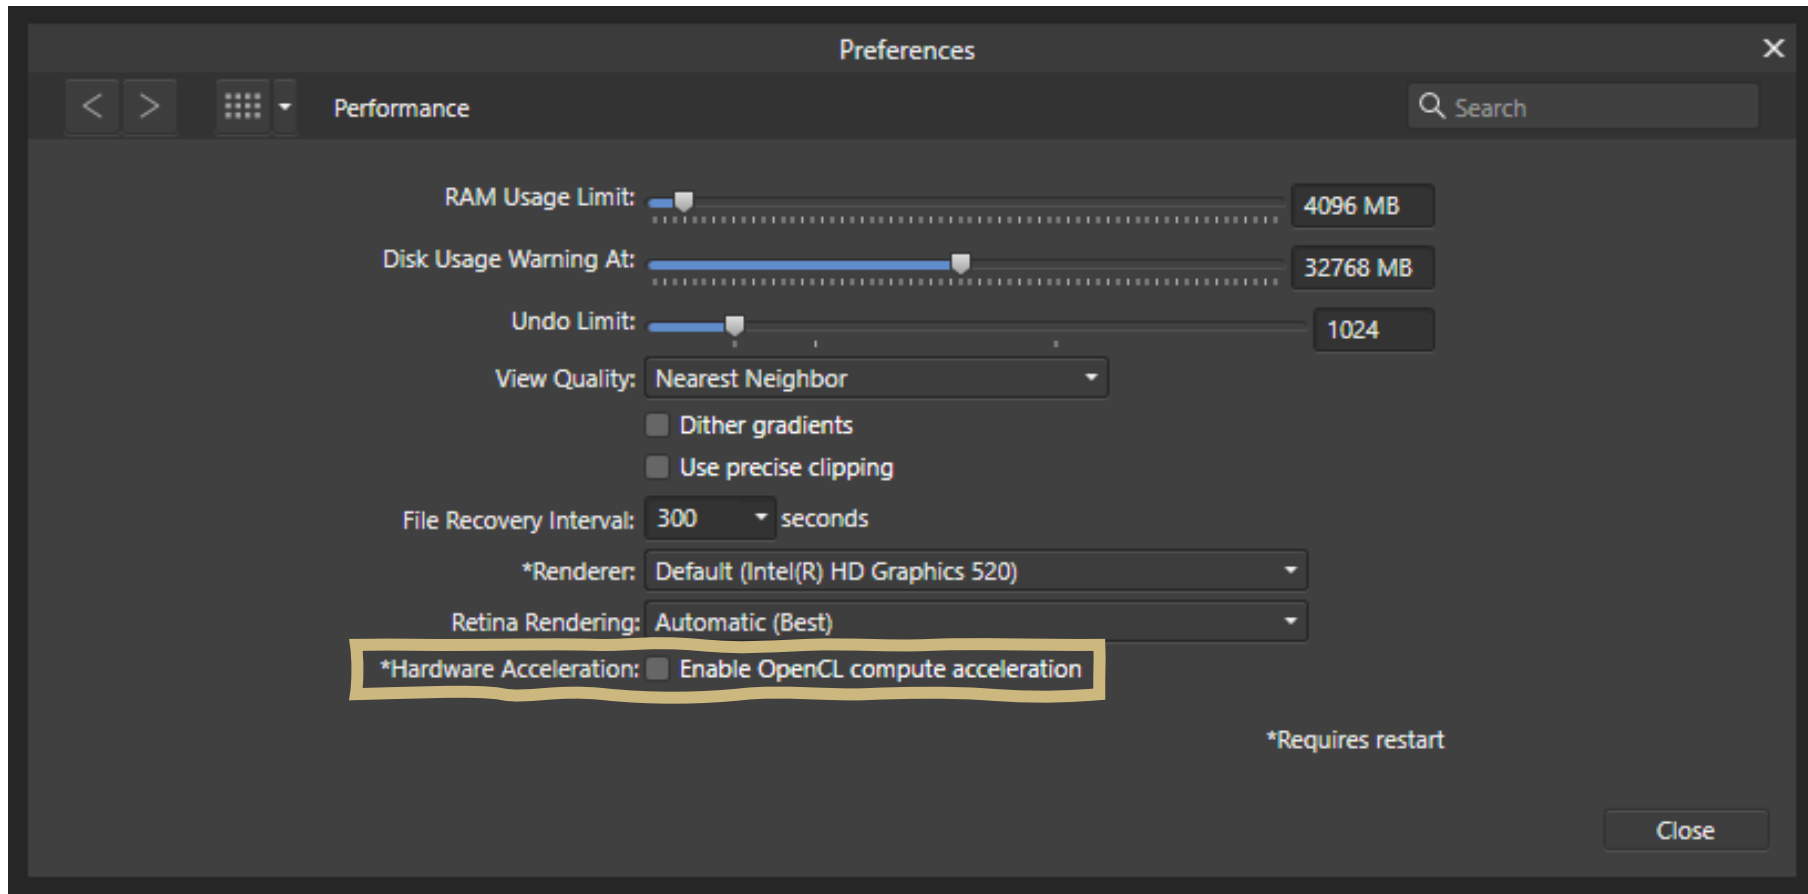 Preferences
Performance
Search
RAM Usage Limit: 4096 MB
Disk Usage Warning At: 32768 MB
Undo Limit: 1024
View Quality: Nearest Neighbor
Dither gradients
Use precise clipping
File Recovery Interval: 300 seconds
*Renderer: Default (Intel(R) HD Graphics 520)
Retina Rendering: Automatic (Best)
*Hardware Acceleration: Enable OpenCL compute acceleration
*Requires restart
Close